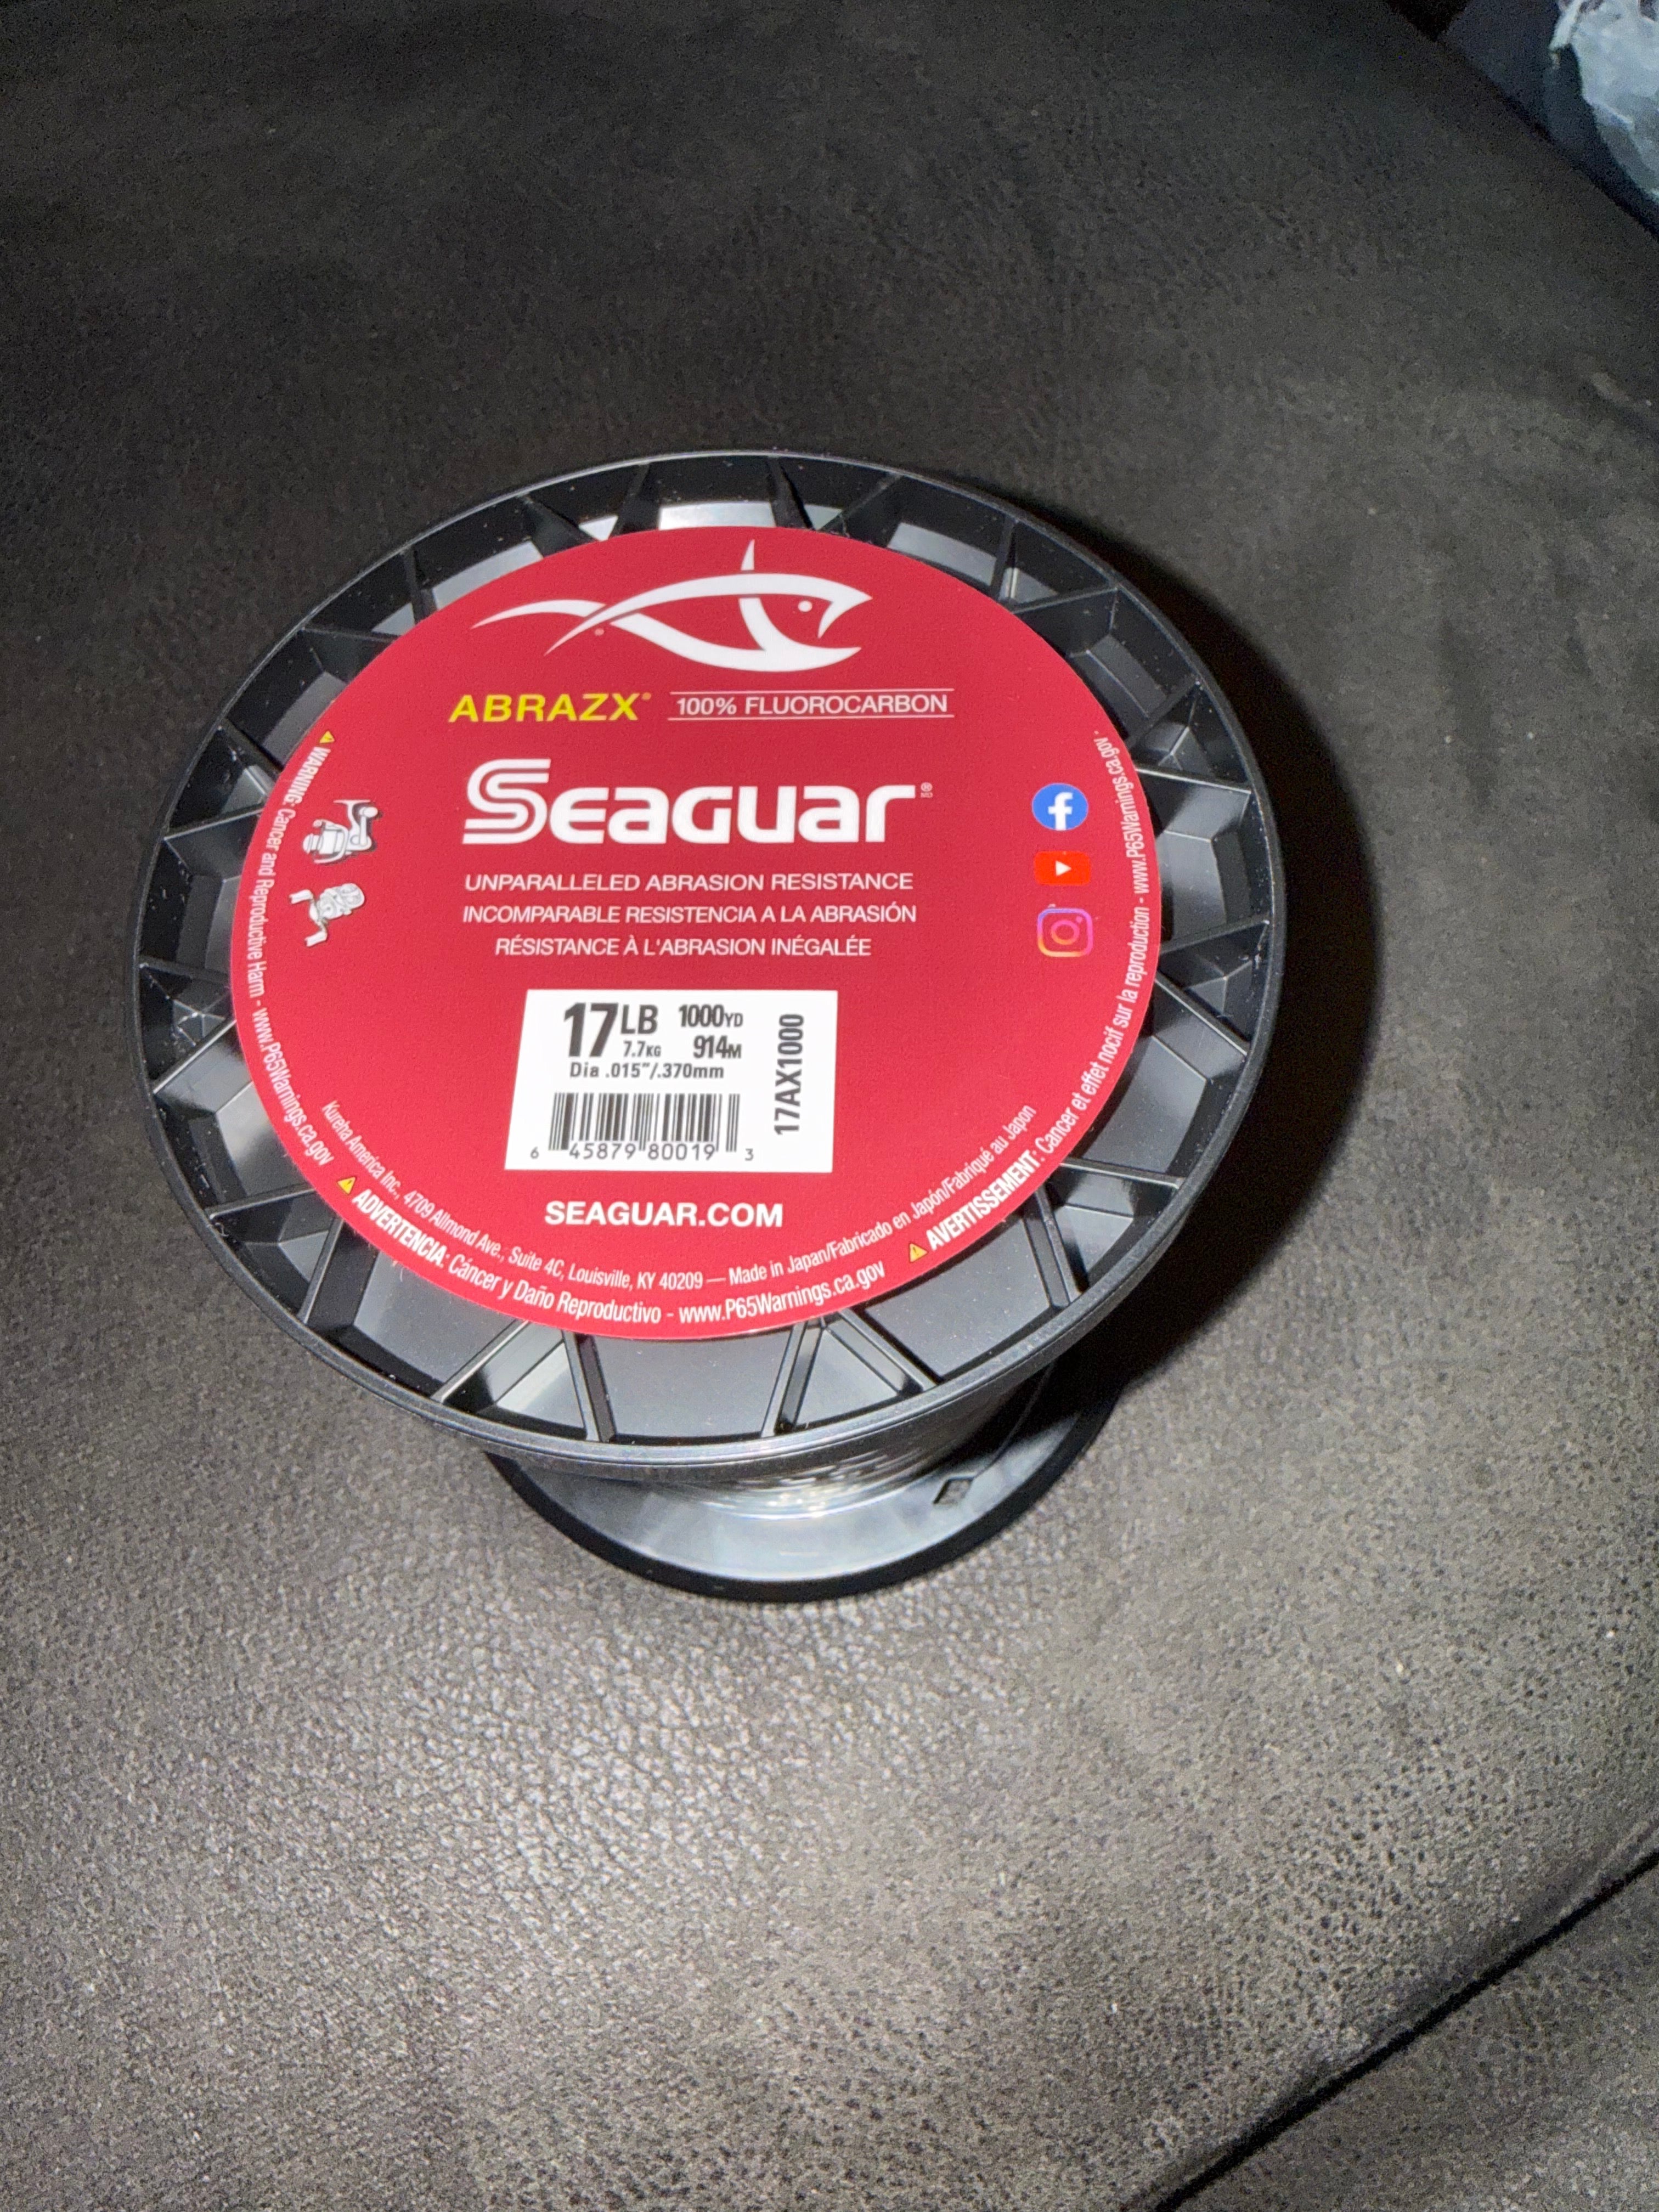 ABRAZX® 100% FLUOROCARBON
SEAGUAR®
UNPARALLELED ABRASION RESISTANCE
INCOMPARABLE RESISTENCIA A LA ABRASIÓN
RÉSISTANCE À L'ABRASION INÉGALÉE
17LB 1000YD
7.7KG 914M
Dia .015"/.370mm
6 45879 80019 3
17AX1000
SEAGUAR.COM
Kureha America Inc., 4709 Allmond Ave., Suite 4C, Louisville, KY 40209 — Made in Japan/Fabricado en Japón/Fabriqué au Japon
⚠ WARNING: Cancer and Reproductive Harm - www.P65Warnings.ca.gov
⚠ ADVERTENCIA: Cáncer y Daño Reproductivo - www.P65Warnings.ca.gov
⚠ AVERTISSEMENT: Cancer et effet nocif sur la reproduction - www.P65Warnings.ca.gov.